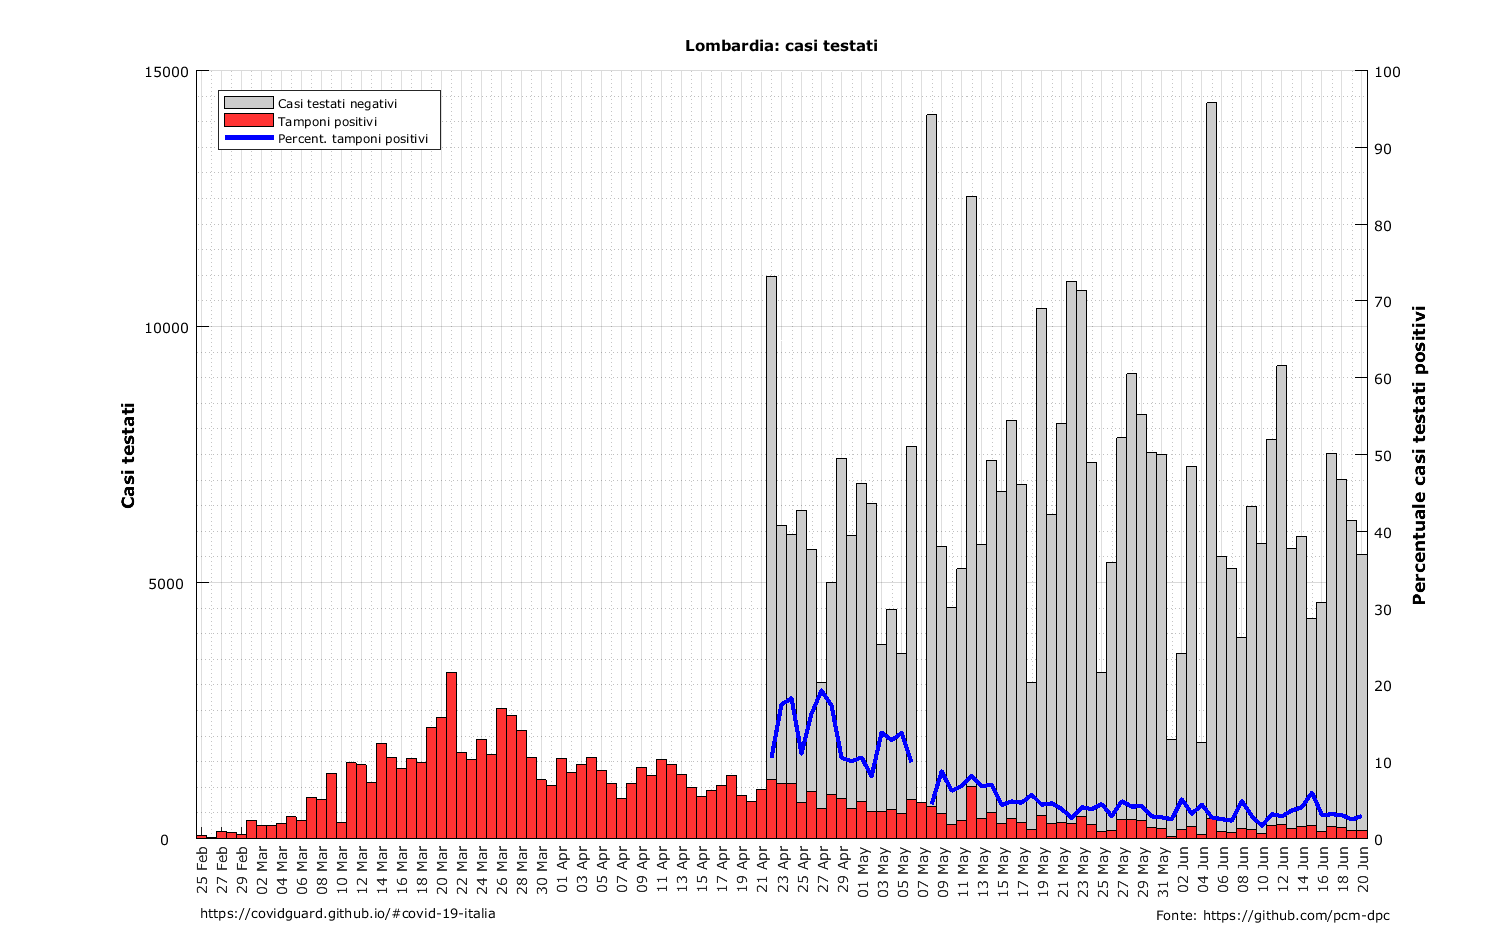 Lombardia: casi testati
15000
10000
5000
0
100
90
80
70
60
50
40
30
20
10
0
Casi testati negativi
Tamponi positivi
Percent. tamponi positivi
Casi testati
Percentuale casi testati positivi
25 Feb
27 Feb
29 Feb
02 Mar
04 Mar
06 Mar
08 Mar
10 Mar
12 Mar
14 Mar
16 Mar
18 Mar
20 Mar
22 Mar
24 Mar
26 Mar
28 Mar
30 Mar
01 Apr
03 Apr
05 Apr
07 Apr
09 Apr
11 Apr
13 Apr
15 Apr
17 Apr
19 Apr
21 Apr
23 Apr
25 Apr
27 Apr
29 Apr
01 May
03 May
05 May
07 May
09 May
11 May
13 May
15 May
17 May
19 May
21 May
23 May
25 May
27 May
29 May
31 May
02 Jun
04 Jun
06 Jun
08 Jun
10 Jun
12 Jun
14 Jun
16 Jun
18 Jun
20 Jun
https://covidguard.github.io/#covid-19-italia
Fonte: https://github.com/pcm-dpc